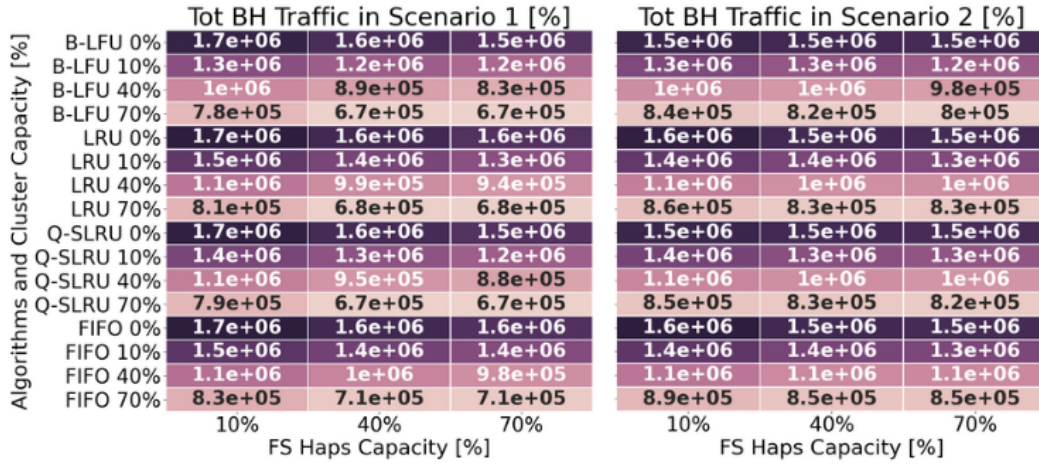 Tot BH Traffic in Scenario 1 [%] Tot BH Traffic in Scenario 2 [%]
Algorithms and Cluster Capacity [%]
B-LFU 0% 1.7e+06 1.6e+06 1.5e+06 1.5e+06 1.5e+06 1.5e+06
B-LFU 10% 1.3e+06 1.2e+06 1.2e+06 1.3e+06 1.3e+06 1.2e+06
B-LFU 40% 1e+06 8.9e+05 8.3e+05 1e+06 1e+06 9.8e+05
B-LFU 70% 7.8e+05 6.7e+05 6.7e+05 8.4e+05 8.2e+05 8e+05
LRU 0% 1.7e+06 1.6e+06 1.6e+06 1.6e+06 1.5e+06 1.5e+06
LRU 10% 1.5e+06 1.4e+06 1.3e+06 1.4e+06 1.4e+06 1.3e+06
LRU 40% 1.1e+06 9.9e+05 9.4e+05 1.1e+06 1e+06 1e+06
LRU 70% 8.1e+05 6.8e+05 6.8e+05 8.6e+05 8.3e+05 8.3e+05
Q-SLRU 0% 1.7e+06 1.6e+06 1.5e+06 1.5e+06 1.5e+06 1.5e+06
Q-SLRU 10% 1.4e+06 1.3e+06 1.2e+06 1.4e+06 1.3e+06 1.3e+06
Q-SLRU 40% 1.1e+06 9.5e+05 8.8e+05 1.1e+06 1e+06 1e+06
Q-SLRU 70% 7.9e+05 6.7e+05 6.7e+05 8.5e+05 8.3e+05 8.2e+05
FIFO 0% 1.7e+06 1.6e+06 1.6e+06 1.6e+06 1.5e+06 1.5e+06
FIFO 10% 1.5e+06 1.4e+06 1.4e+06 1.4e+06 1.4e+06 1.3e+06
FIFO 40% 1.1e+06 1e+06 9.8e+05 1.1e+06 1.1e+06 1.1e+06
FIFO 70% 8.3e+05 7.1e+05 7.1e+05 8.9e+05 8.5e+05 8.5e+05
10% 40% 70% 10% 40% 70%
FS Haps Capacity [%] FS Haps Capacity [%]